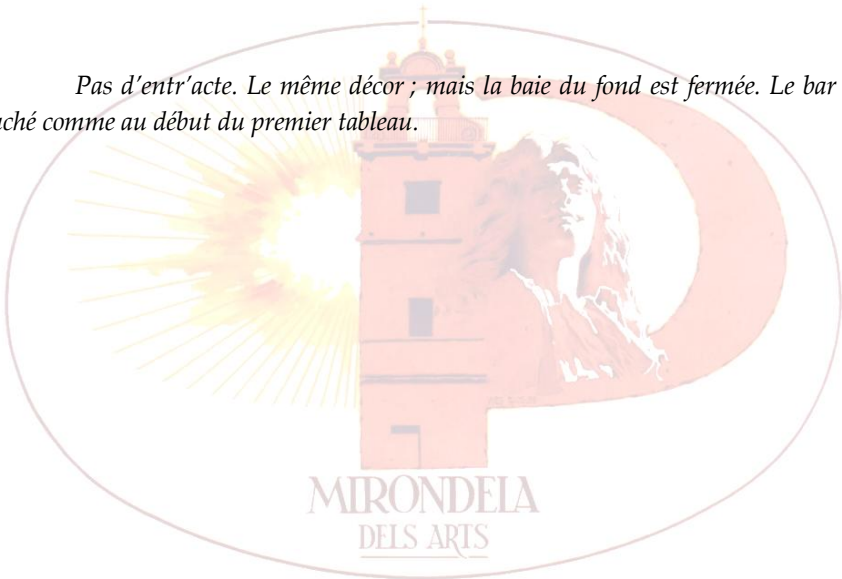 Pas d'entr'acte. Le même décor ; mais la baie du fond est fermée. Le bar
aché comme au début du premier tableau.
MIRONDELA
DELS ARTS